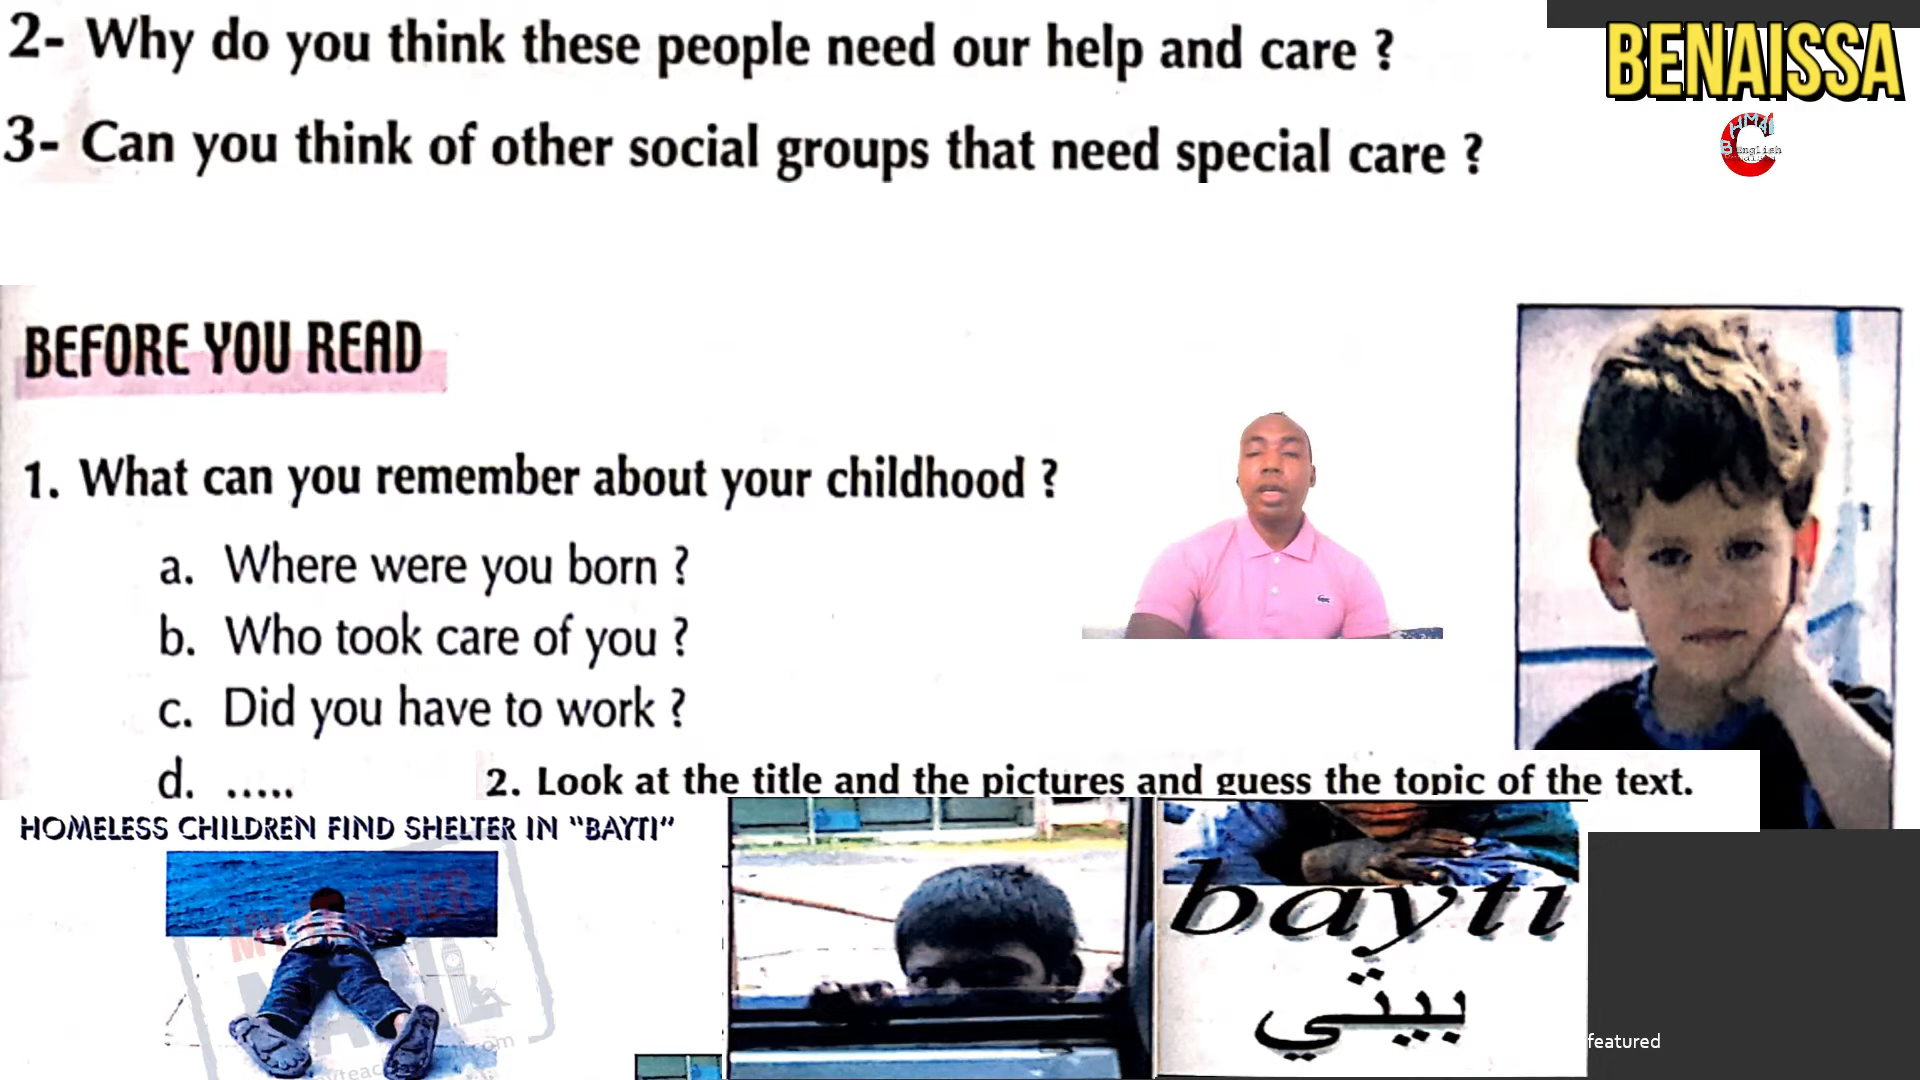 2- Why do you think these people need our help and care ?
BENAISSA
3- Can you think of other social groups that need special care ?
English
BEFORE YOU READ
1. What can you remember about your childhood ?
a. Where were you born ?
b. Who took care of you ?
c. Did you have to work ?
d. .....
2. Look at the title and the pictures and guess the topic of the text.
HOMELESS CHILDREN FIND SHELTER IN "BAYTI"
MY TEACHER
bayti
بيتي
featured